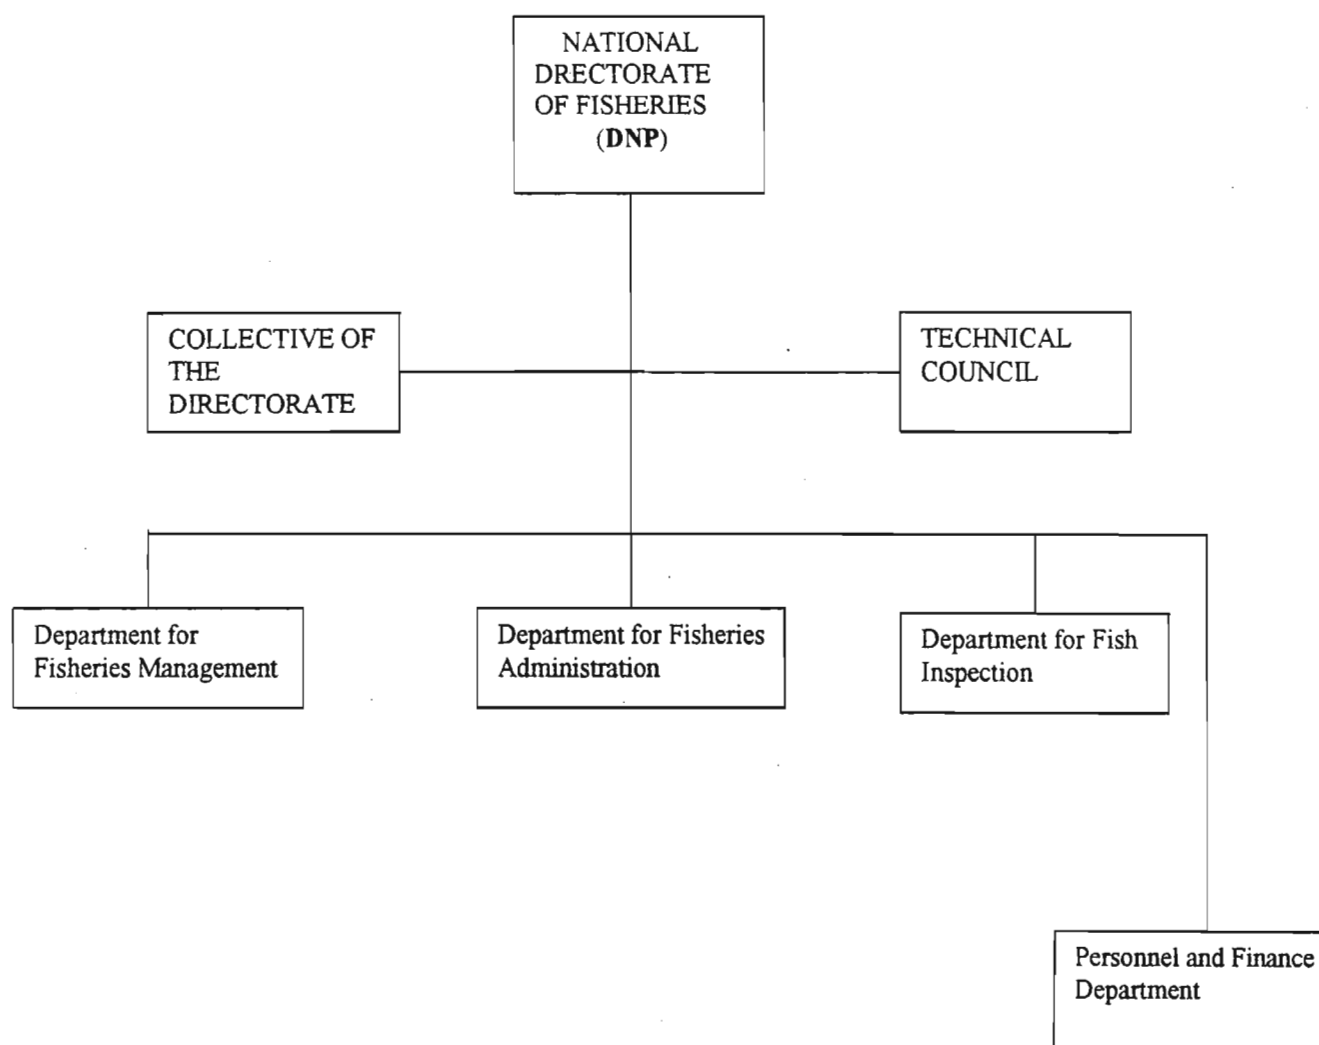 NATIONAL
DRECTORATE
OF FISHERIES
(DNP)
COLLECTIVE OF
THE
DIRECTORATE
TECHNICAL
COUNCIL
Department for
Fisheries Management
Department for Fisheries
Administration
Department for Fish
Inspection
Personnel and Finance
Department